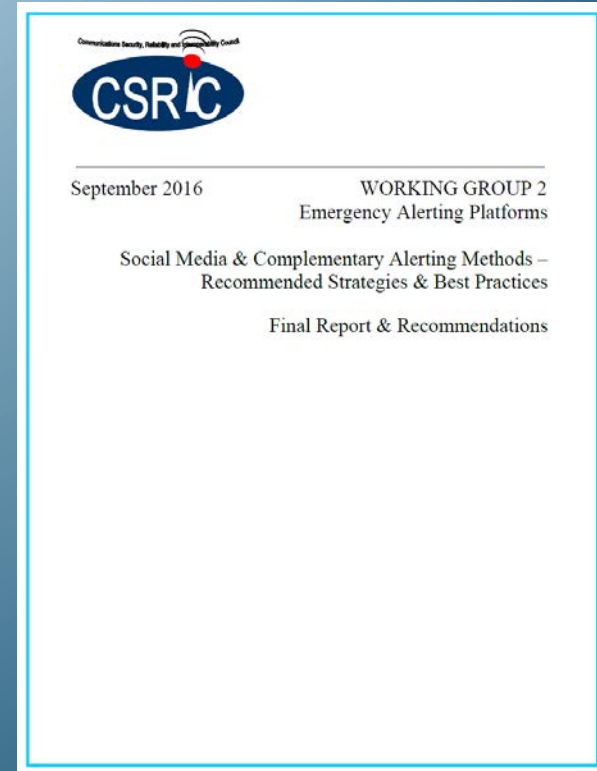 Communications Security, Reliability and Interoperability Council
CSRIC
September 2016 WORKING GROUP 2
Emergency Alerting Platforms
Social Media & Complementary Alerting Methods –
Recommended Strategies & Best Practices
Final Report & Recommendations